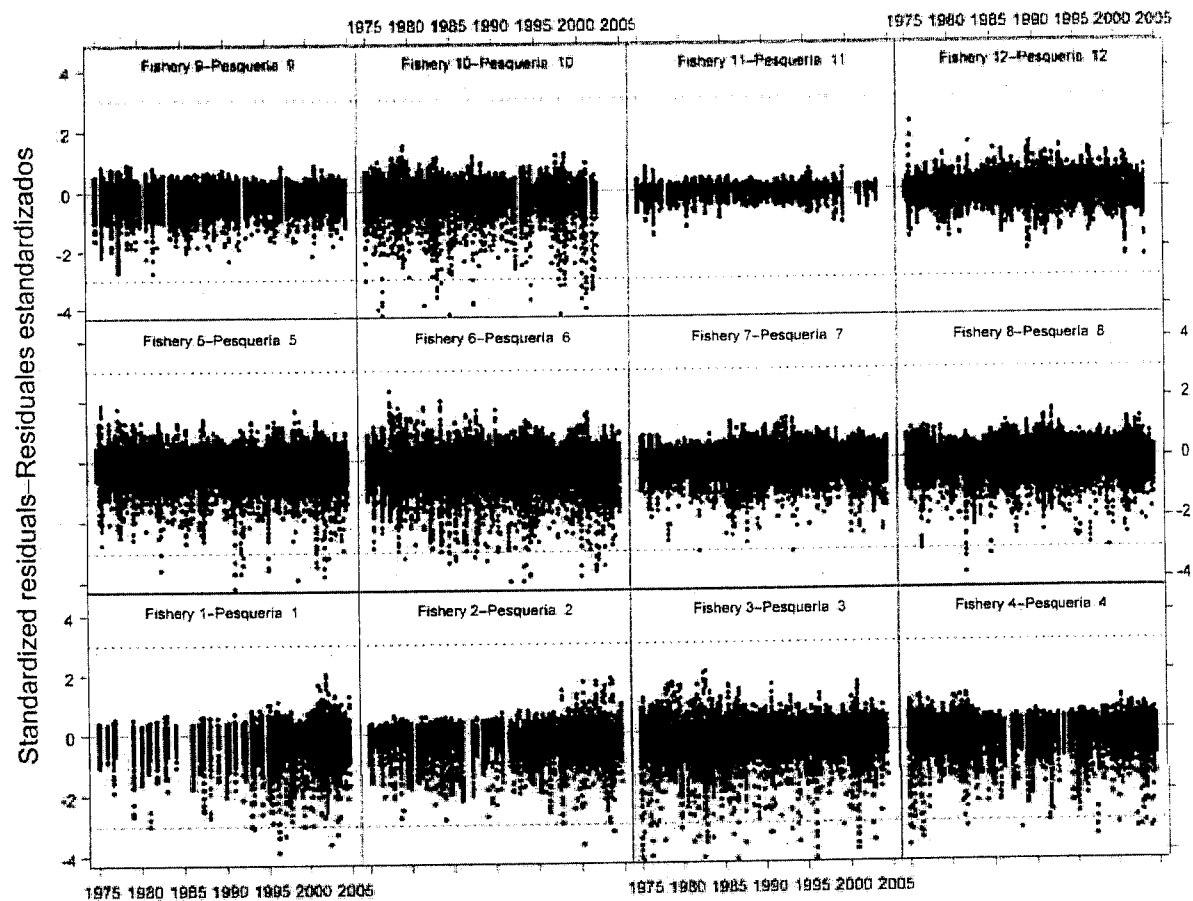 1975 1980 1985 1990 1995 2000 2005
1975 1980 1985 1990 1995 2000 2005
Standardized residuals–Residuales estandardizados
Fishery 9–Pesqueria 9
Fishery 10–Pesqueria 10
Fishery 11–Pesqueria 11
Fishery 12–Pesqueria 12
4
2
0
-2
-4
Fishery 5–Pesqueria 5
Fishery 6–Pesqueria 6
Fishery 7–Pesqueria 7
Fishery 8–Pesqueria 8
4
2
0
-2
-4
Fishery 1–Pesqueria 1
Fishery 2–Pesqueria 2
Fishery 3–Pesqueria 3
Fishery 4–Pesqueria 4
4
2
0
-2
-4
1975 1980 1985 1990 1995 2000 2005
1975 1980 1985 1990 1995 2000 2005